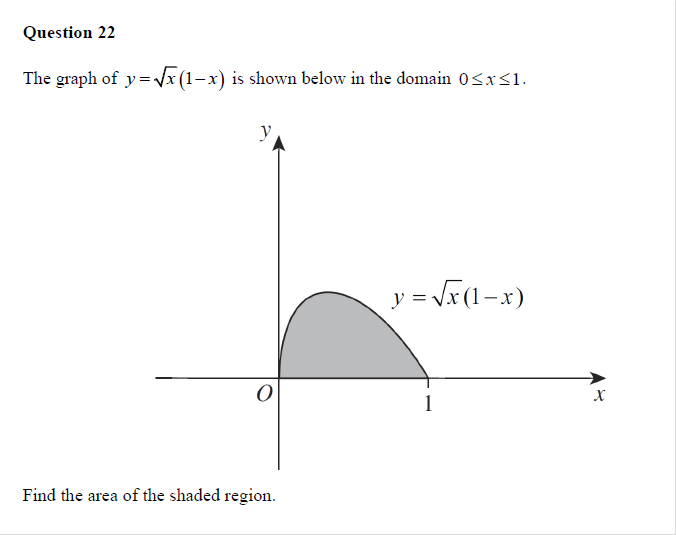 Question 22
The graph of y=√x(1−x) is shown below in the domain 0≤x≤1.
y
y = √x(1−x)
O
1
x
Find the area of the shaded region.